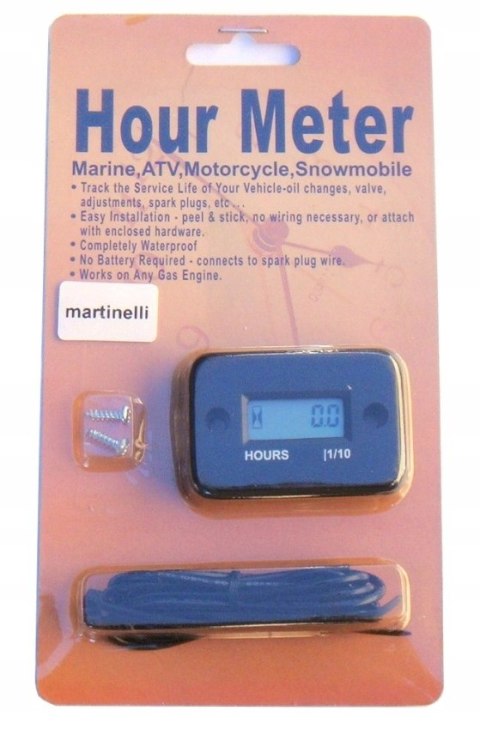 Hour Meter
Marine,ATV,Motorcycle,Snowmobile
• Track the Service Life of Your Vehicle-oil changes, valve,
adjustments, spark plugs, etc ...
• Easy Installation - peel & stick, no wiring necessary, or attach
with enclosed hardware.
• Completely Waterproof
• No Battery Required - connects to spark plug wire.
• Works on Any Gas Engine.
martinelli
0.0
HOURS |1/10